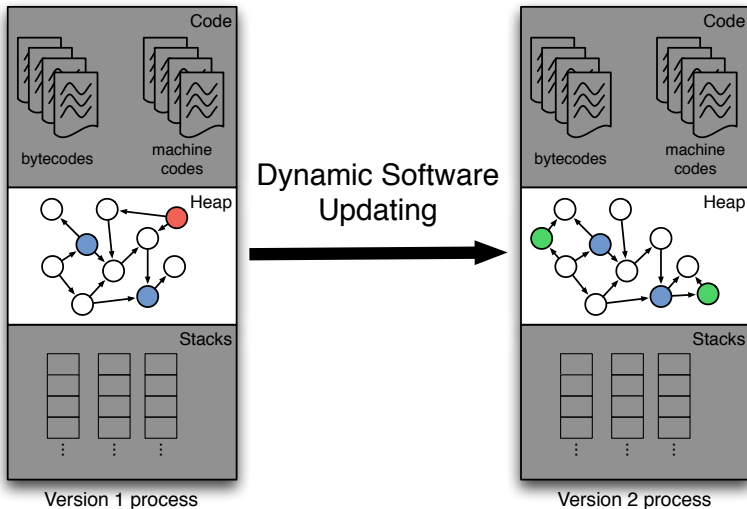 Code
bytecodes
machine
codes
Heap
Stacks
Version 1 process
Dynamic Software
Updating
Code
bytecodes
machine
codes
Heap
Stacks
Version 2 process